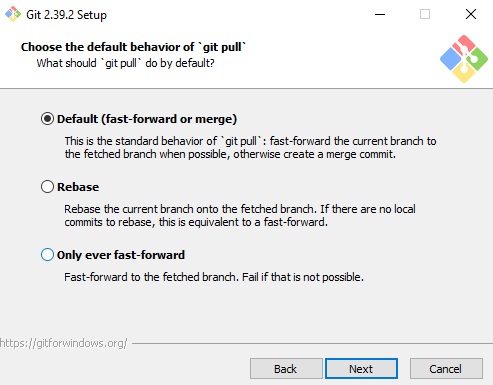 Git 2.39.2 Setup
Choose the default behavior of `git pull`
What should `git pull` do by default?
Default (fast-forward or merge)
This is the standard behavior of `git pull`: fast-forward the current branch to
the fetched branch when possible, otherwise create a merge commit.
Rebase
Rebase the current branch onto the fetched branch. If there are no local
commits to rebase, this is equivalent to a fast-forward.
Only ever fast-forward
Fast-forward to the fetched branch. Fail if that is not possible.
https://gitforwindows.org/
Back Next Cancel